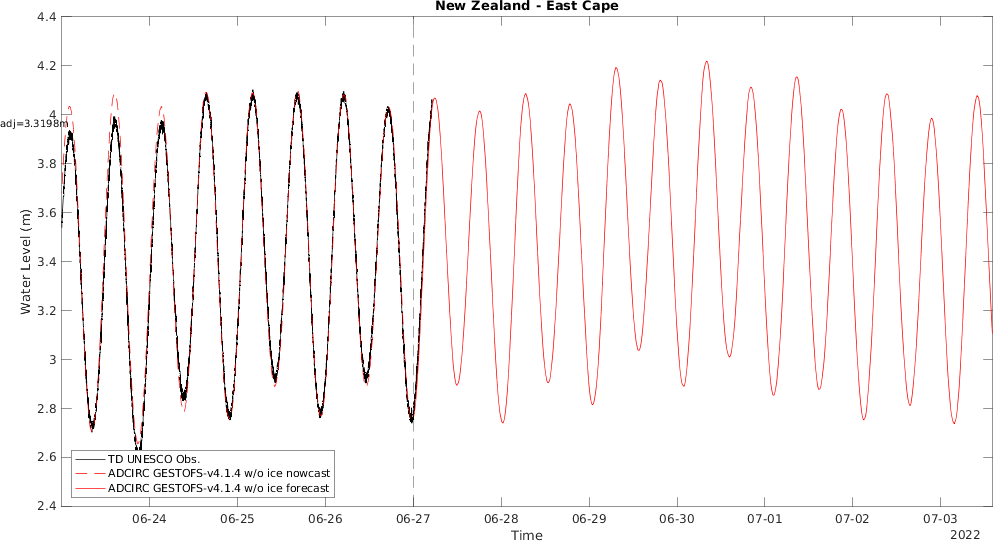 New Zealand - East Cape
4.4
4.2
4
adj=3.3198m
3.8
3.6
3.4
3.2
3
2.8
2.6
2.4
Water Level (m)
TD UNESCO Obs.
ADCIRC GESTOFS-v4.1.4 w/o ice nowcast
ADCIRC GESTOFS-v4.1.4 w/o ice forecast
06-24 06-25 06-26 06-27 06-28 06-29 06-30 07-01 07-02 07-03
Time
2022